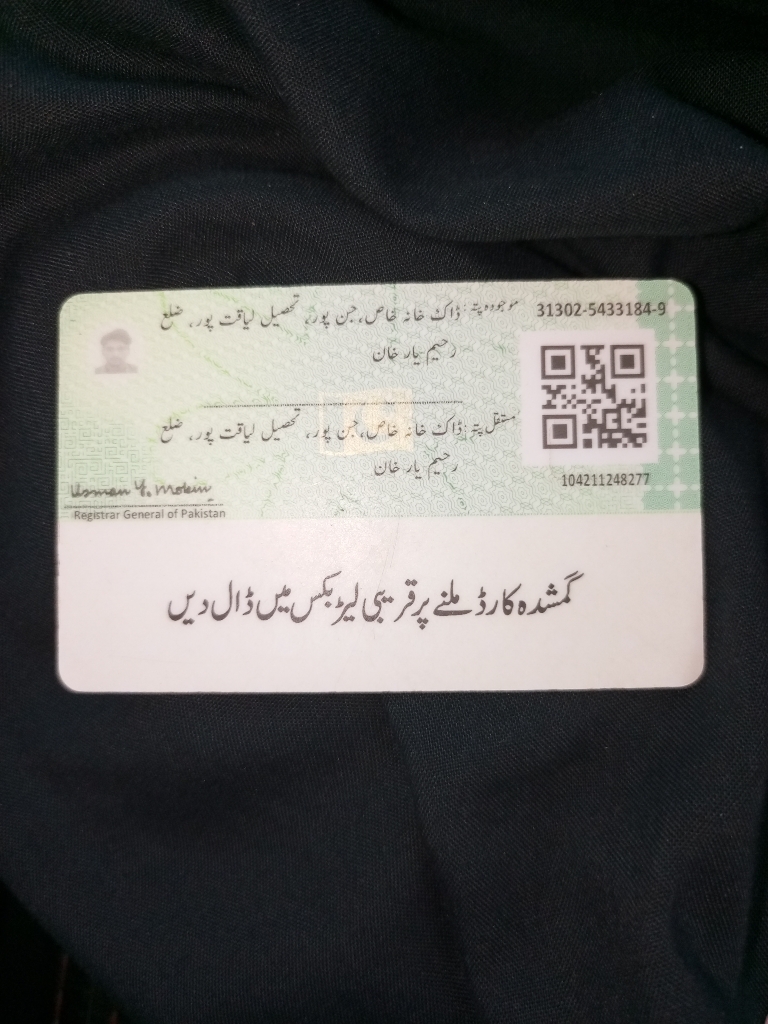 31302-5433184-9
موجودہ پتہ: ڈاک خانہ خاص، جن پور، تحصیل لیاقت پور، ضلع
رحیم یار خان
مستقل پتہ: ڈاک خانہ خاص، جن پور، تحصیل لیاقت پور، ضلع
رحیم یار خان
104211248277
Usman Y. Mobin
Registrar General of Pakistan
گمشدہ کارڈ ملنے پر قریبی لیٹر بکس میں ڈال دیں